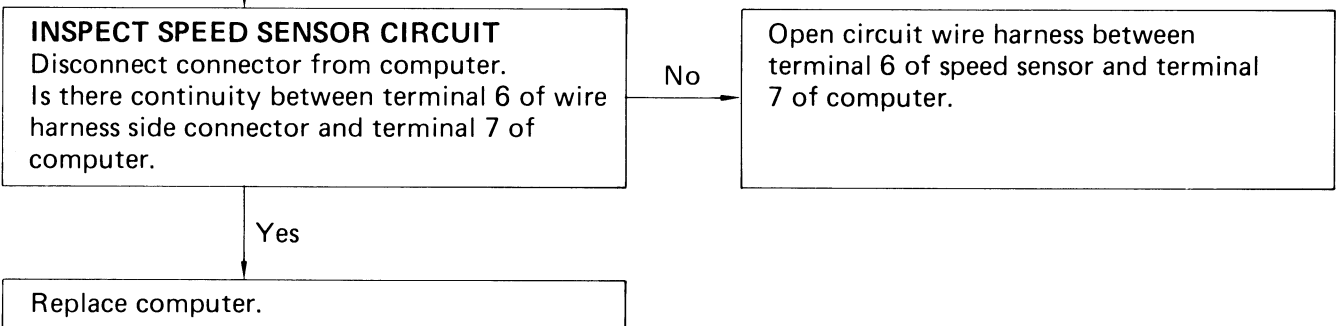 INSPECT SPEED SENSOR CIRCUIT
Disconnect connector from computer.
Is there continuity between terminal 6 of wire
harness side connector and terminal 7 of
computer.
No
Open circuit wire harness between
terminal 6 of speed sensor and terminal
7 of computer.
Yes
Replace computer.